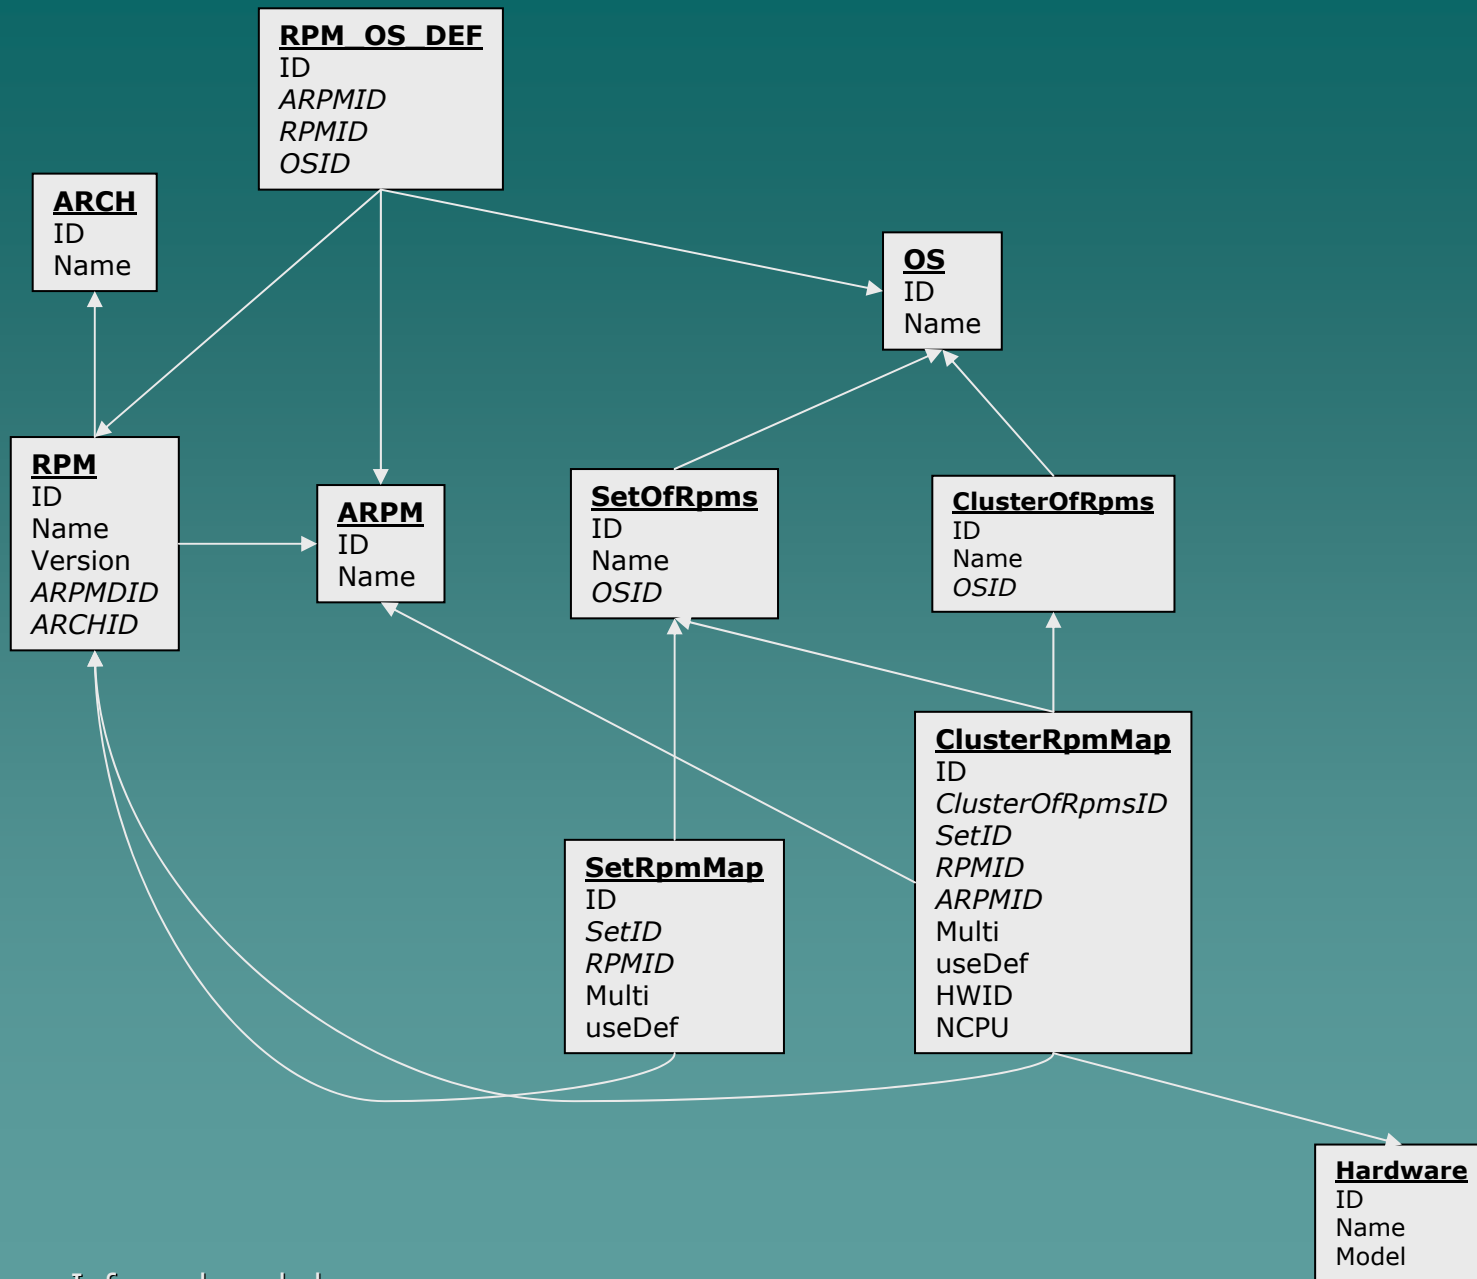 RPM_OS_DEF
ID
ARPMID
RPMID
OSID
ARCH
ID
Name
OS
ID
Name
RPM
ID
Name
Version
ARPMDID
ARCHID
ARPM
ID
Name
SetOfRpms
ID
Name
OSID
ClusterOfRpms
ID
Name
OSID
SetRpmMap
ID
SetID
RPMID
Multi
useDef
ClusterRpmMap
ID
ClusterOfRpmsID
SetID
RPMID
ARPMID
Multi
useDef
HWID
NCPU
Hardware
ID
Name
Model